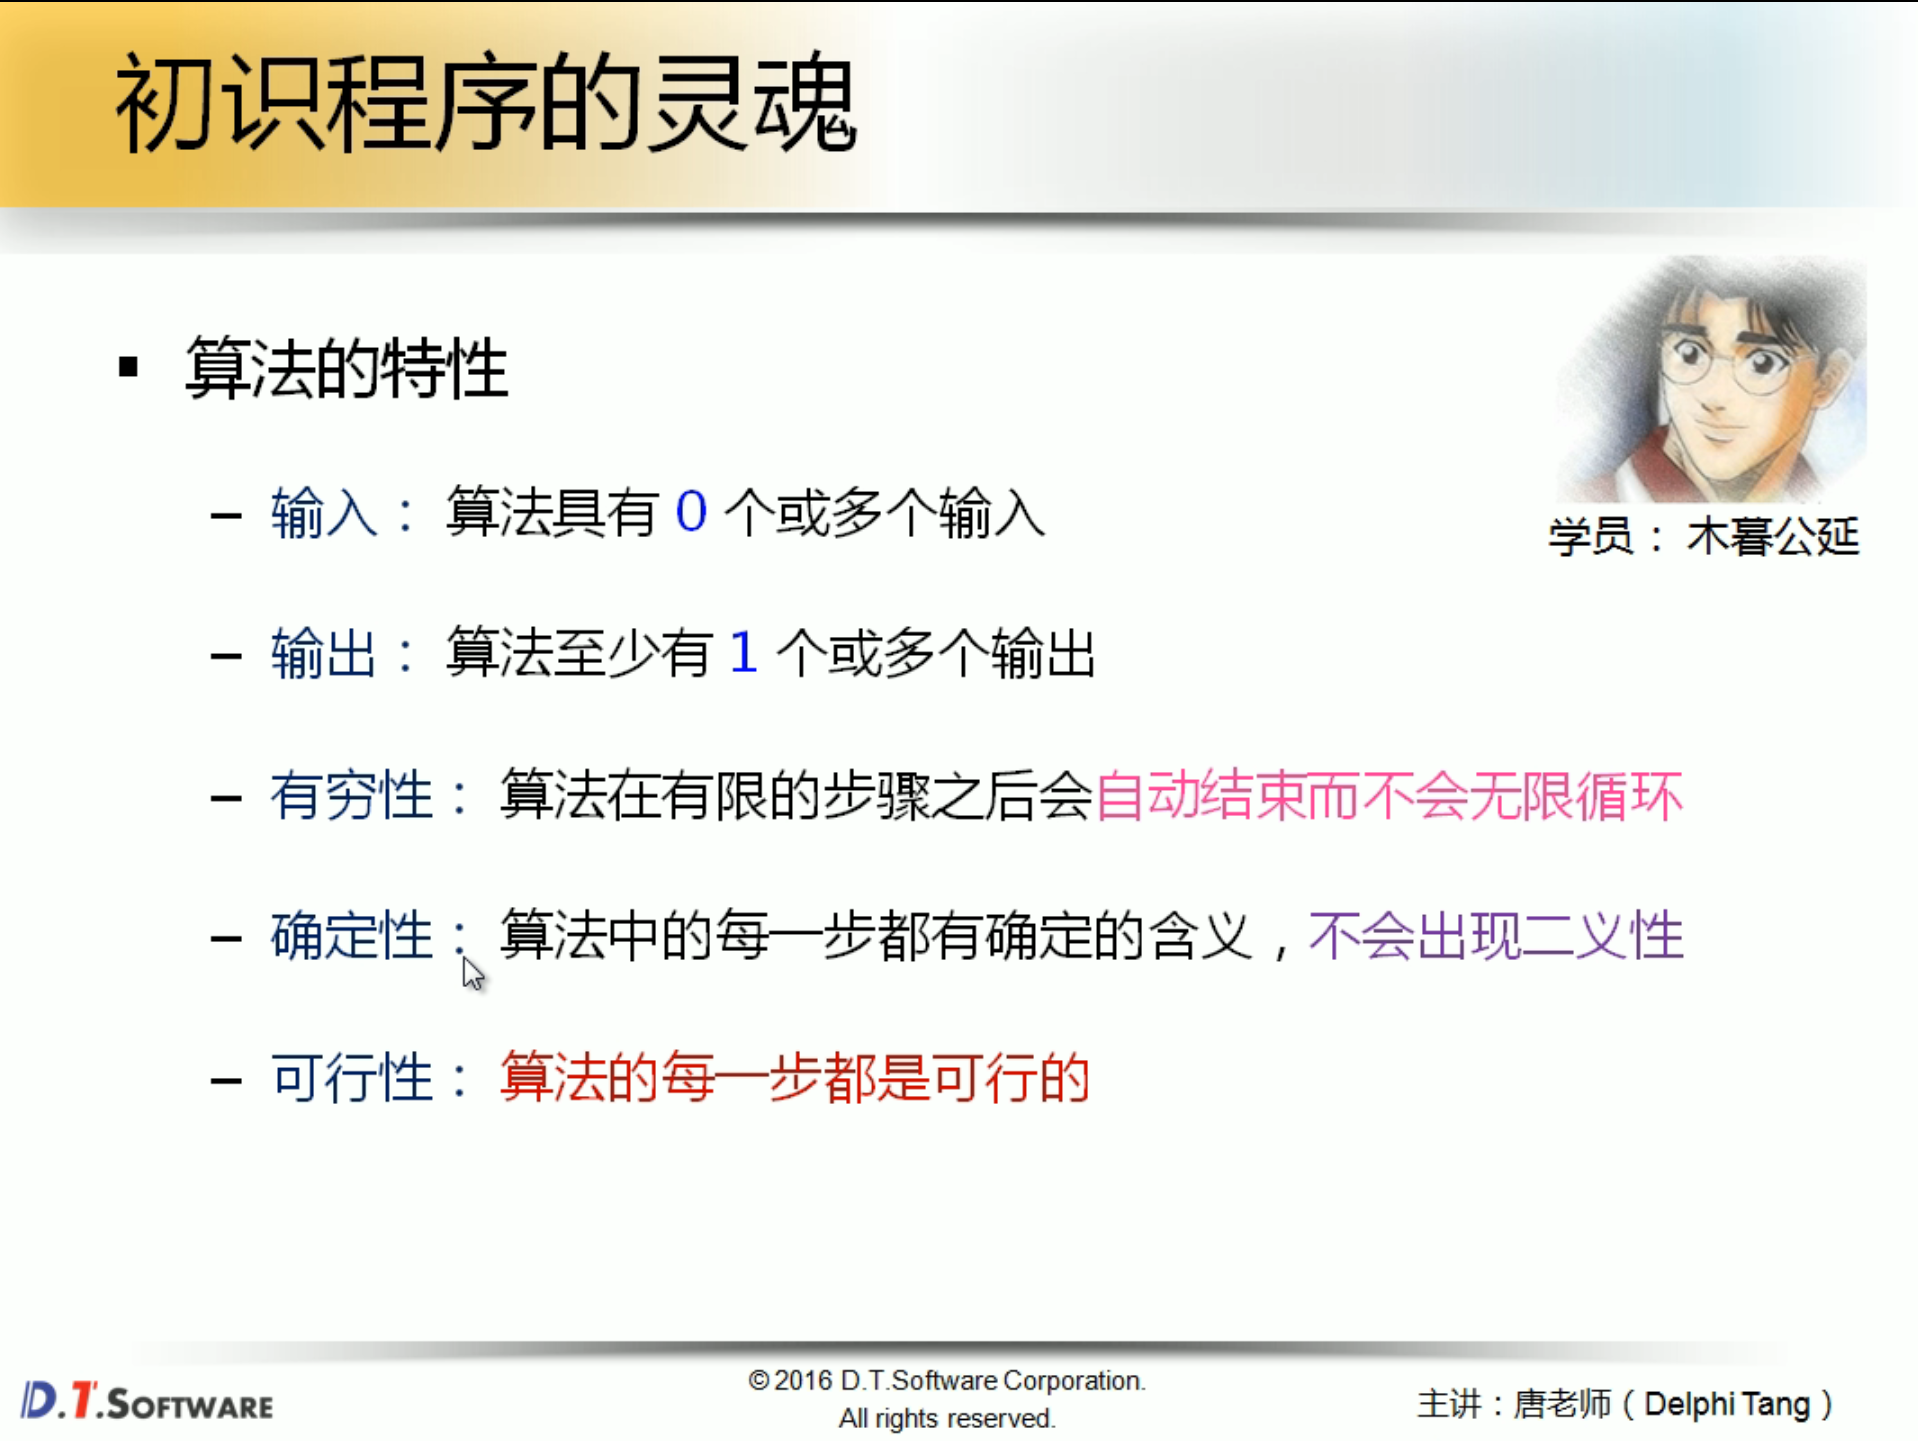 初识程序的灵魂
▪ 算法的特性
– 输入： 算法具有 0 个或多个输入
学员： 木暮公延
– 输出： 算法至少有 1 个或多个输出
– 有穷性： 算法在有限的步骤之后会自动结束而不会无限循环
– 确定性： 算法中的每一步都有确定的含义，不会出现二义性
– 可行性： 算法的每一步都是可行的
D.T.SOFTWARE
© 2016 D.T.Software Corporation.
All rights reserved.
主讲：唐老师（Delphi Tang）